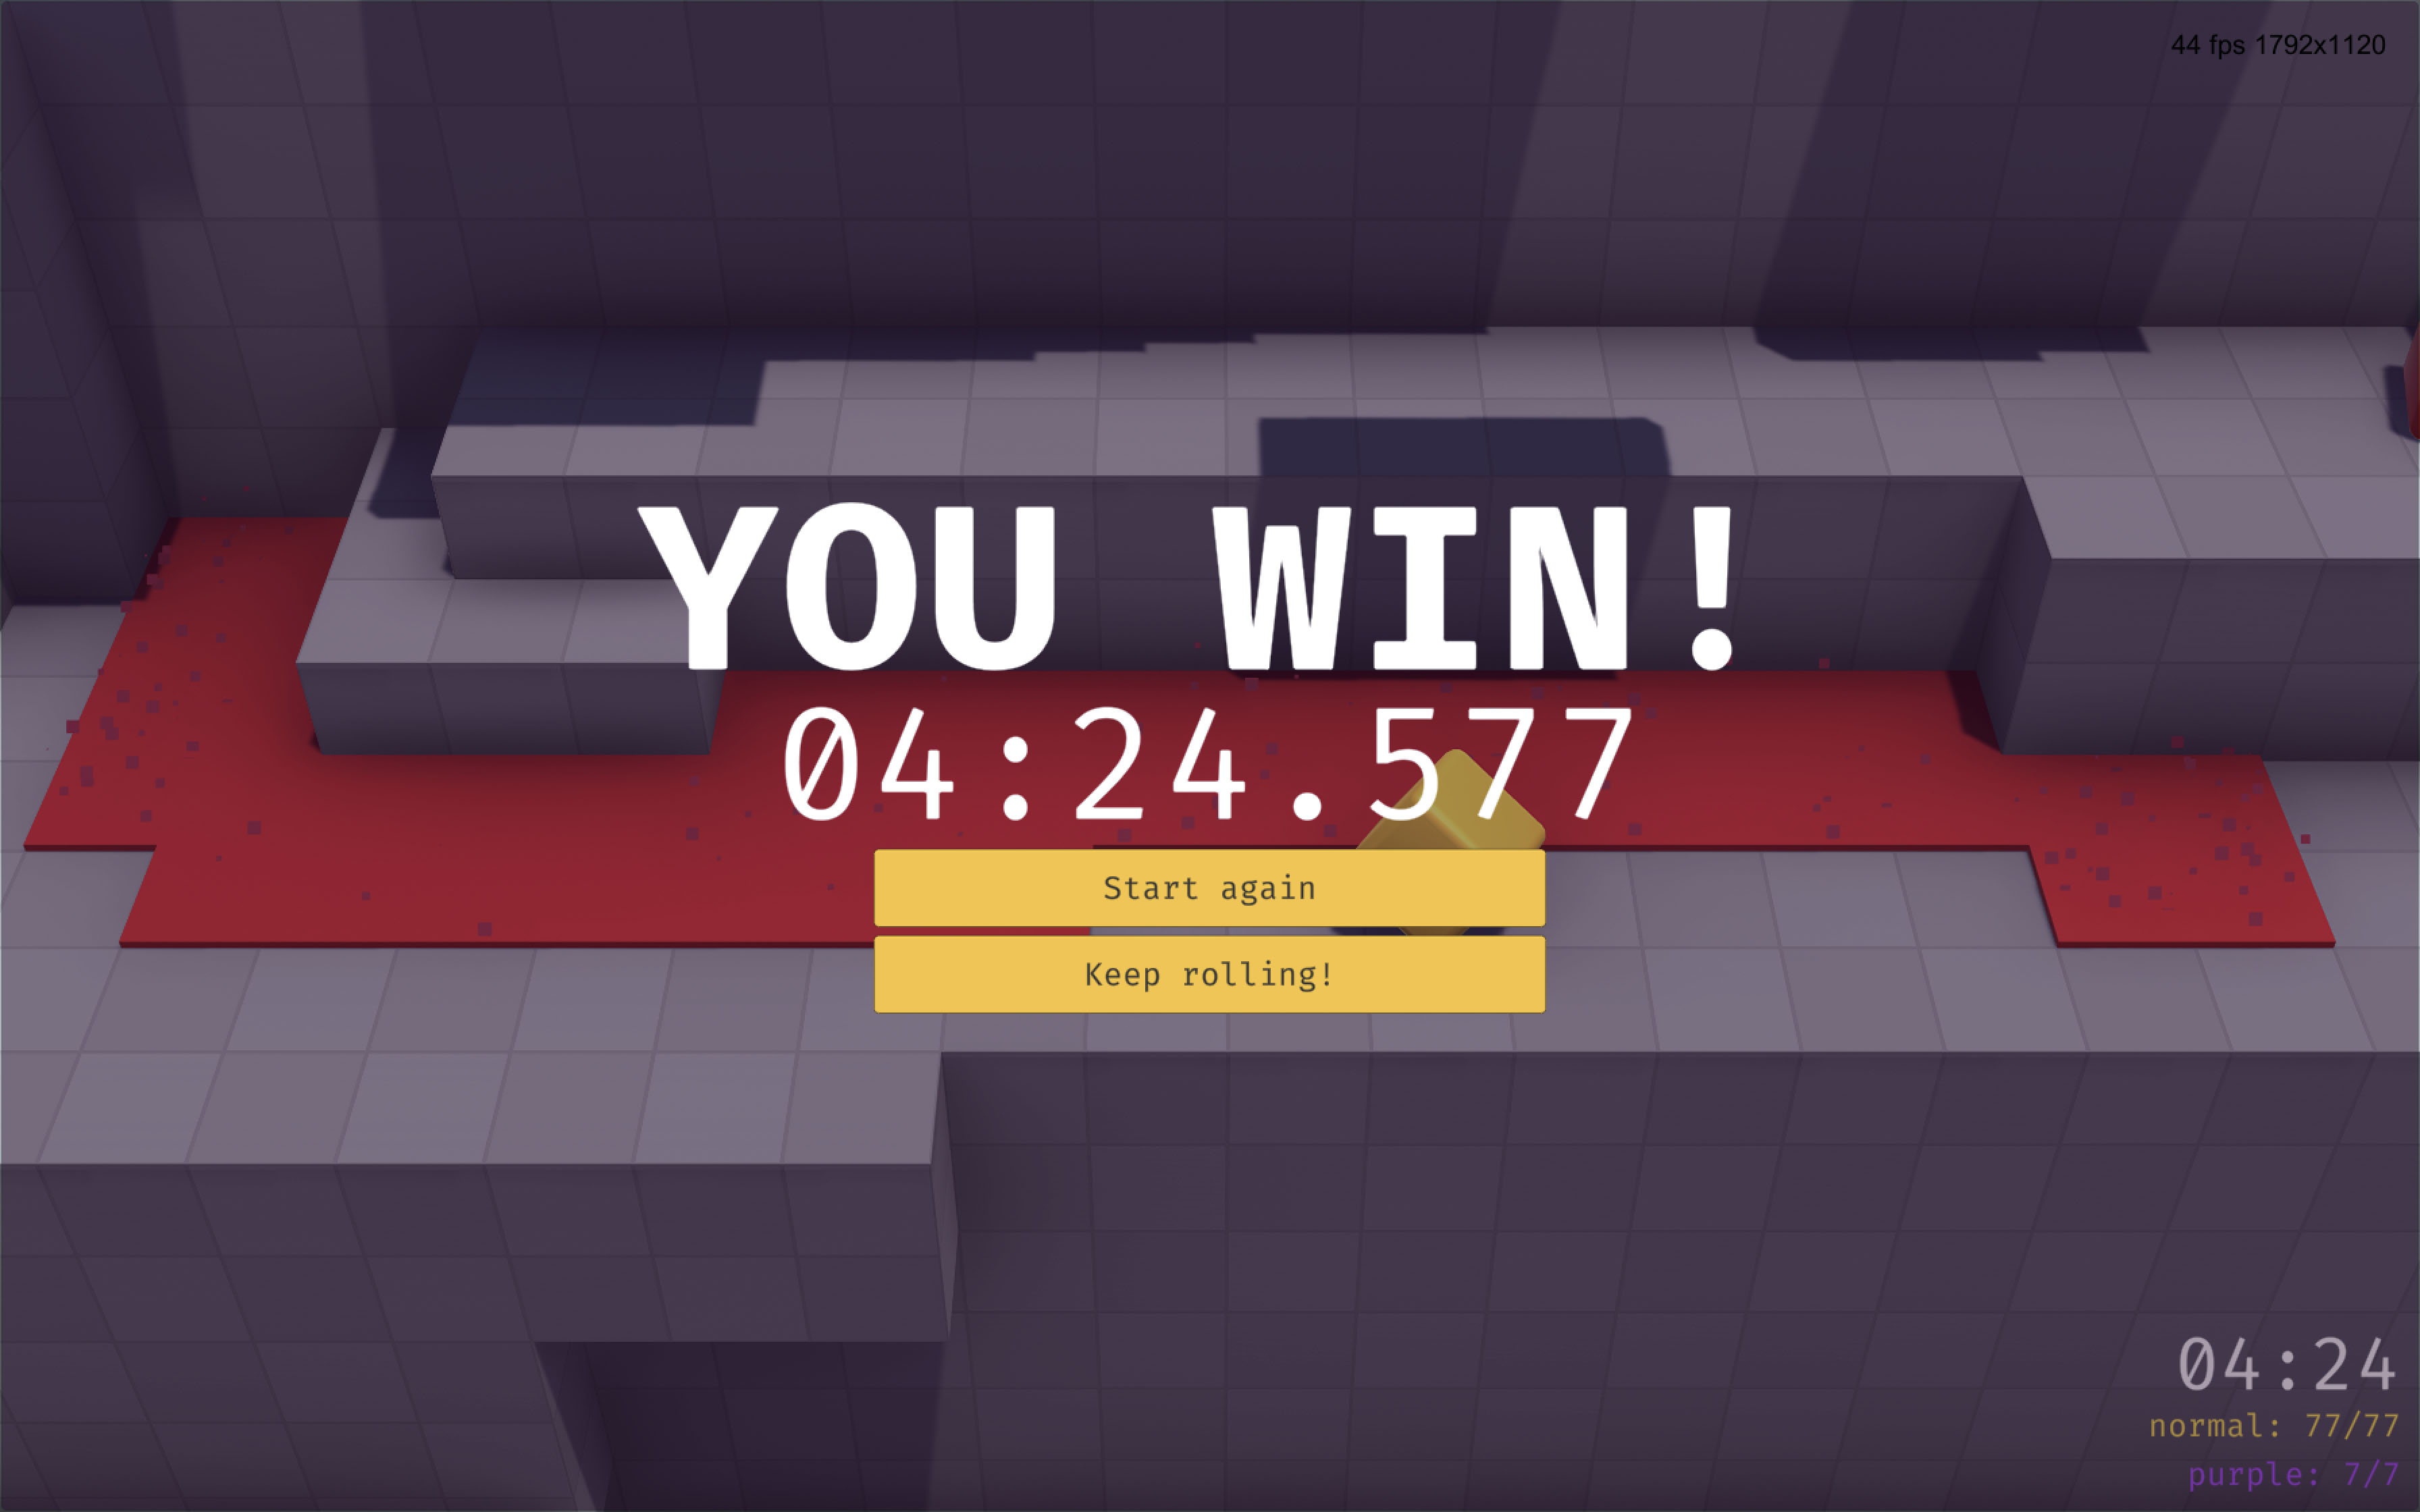 44 fps 1792x1120
YOU WIN!
04:24.577
Start again
Keep rolling!
04:24
normal: 77/77
purple: 7/7